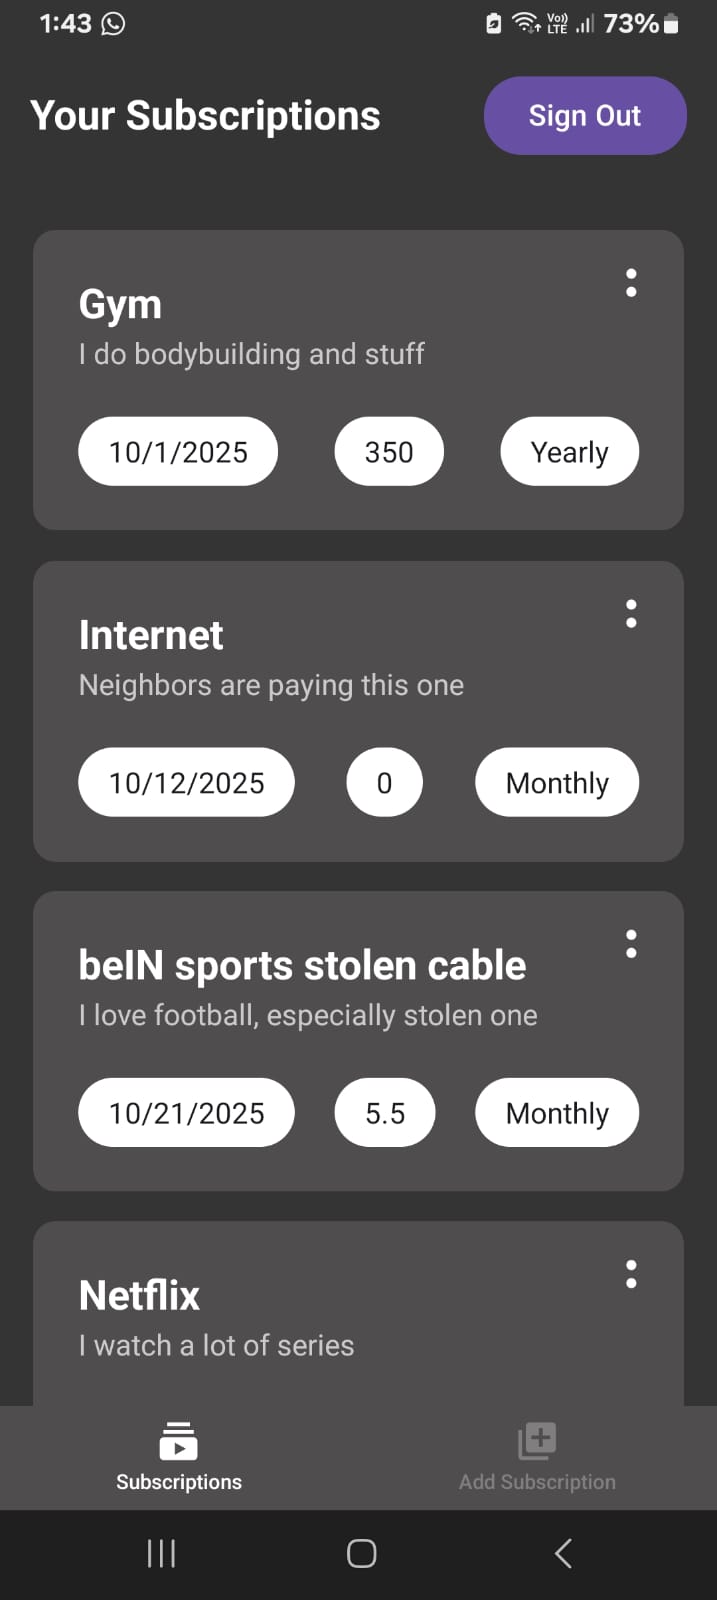 1:43
Vo)) LTE 73%
Your Subscriptions
Sign Out
Gym
I do bodybuilding and stuff
10/1/2025 350 Yearly
Internet
Neighbors are paying this one
10/12/2025 0 Monthly
beIN sports stolen cable
I love football, especially stolen one
10/21/2025 5.5 Monthly
Netflix
I watch a lot of series
Subscriptions Add Subscription